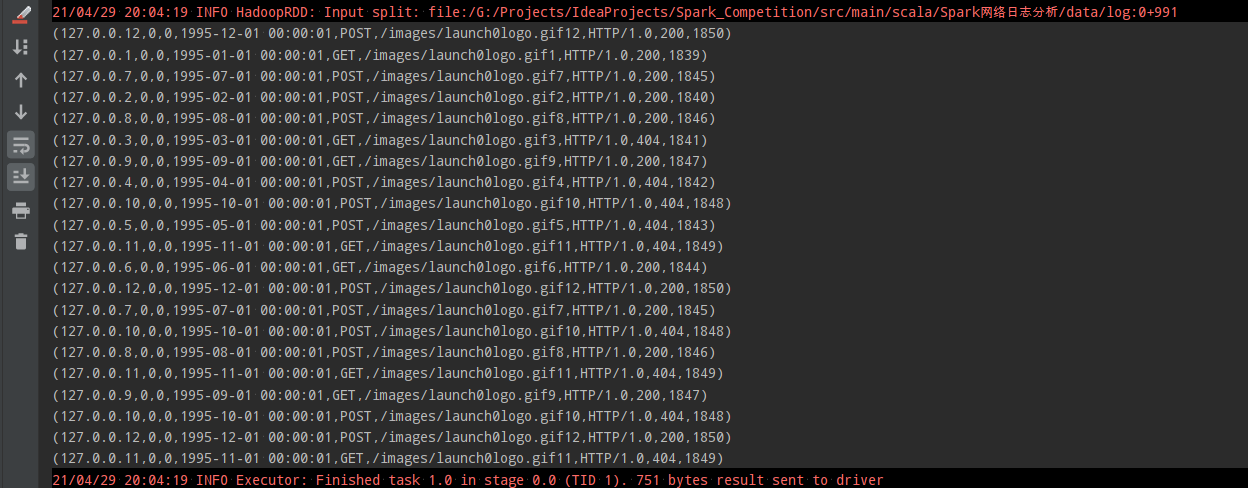 21/04/29 20:04:19 INFO HadoopRDD: Input split: file:/G:/Projects/IdeaProjects/Spark_Competition/src/main/scala/Spark网络日志分析/data/log:0+991
(127.0.0.12,0,0,1995-12-01 00:00:01,POST,/images/launch0logo.gif12,HTTP/1.0,200,1850)
(127.0.0.1,0,0,1995-01-01 00:00:01,GET,/images/launch0logo.gif1,HTTP/1.0,200,1839)
(127.0.0.7,0,0,1995-07-01 00:00:01,POST,/images/launch0logo.gif7,HTTP/1.0,200,1845)
(127.0.0.2,0,0,1995-02-01 00:00:01,POST,/images/launch0logo.gif2,HTTP/1.0,200,1840)
(127.0.0.8,0,0,1995-08-01 00:00:01,POST,/images/launch0logo.gif8,HTTP/1.0,200,1846)
(127.0.0.3,0,0,1995-03-01 00:00:01,GET,/images/launch0logo.gif3,HTTP/1.0,404,1841)
(127.0.0.9,0,0,1995-09-01 00:00:01,GET,/images/launch0logo.gif9,HTTP/1.0,200,1847)
(127.0.0.4,0,0,1995-04-01 00:00:01,POST,/images/launch0logo.gif4,HTTP/1.0,404,1842)
(127.0.0.10,0,0,1995-10-01 00:00:01,POST,/images/launch0logo.gif10,HTTP/1.0,404,1848)
(127.0.0.5,0,0,1995-05-01 00:00:01,POST,/images/launch0logo.gif5,HTTP/1.0,404,1843)
(127.0.0.11,0,0,1995-11-01 00:00:01,GET,/images/launch0logo.gif11,HTTP/1.0,404,1849)
(127.0.0.6,0,0,1995-06-01 00:00:01,GET,/images/launch0logo.gif6,HTTP/1.0,200,1844)
(127.0.0.12,0,0,1995-12-01 00:00:01,POST,/images/launch0logo.gif12,HTTP/1.0,200,1850)
(127.0.0.7,0,0,1995-07-01 00:00:01,POST,/images/launch0logo.gif7,HTTP/1.0,200,1845)
(127.0.0.10,0,0,1995-10-01 00:00:01,POST,/images/launch0logo.gif10,HTTP/1.0,404,1848)
(127.0.0.8,0,0,1995-08-01 00:00:01,POST,/images/launch0logo.gif8,HTTP/1.0,200,1846)
(127.0.0.11,0,0,1995-11-01 00:00:01,GET,/images/launch0logo.gif11,HTTP/1.0,404,1849)
(127.0.0.9,0,0,1995-09-01 00:00:01,GET,/images/launch0logo.gif9,HTTP/1.0,200,1847)
(127.0.0.10,0,0,1995-10-01 00:00:01,POST,/images/launch0logo.gif10,HTTP/1.0,404,1848)
(127.0.0.12,0,0,1995-12-01 00:00:01,POST,/images/launch0logo.gif12,HTTP/1.0,200,1850)
(127.0.0.11,0,0,1995-11-01 00:00:01,GET,/images/launch0logo.gif11,HTTP/1.0,404,1849)
21/04/29 20:04:19 INFO Executor: Finished task 1.0 in stage 0.0 (TID 1). 751 bytes result sent to driver